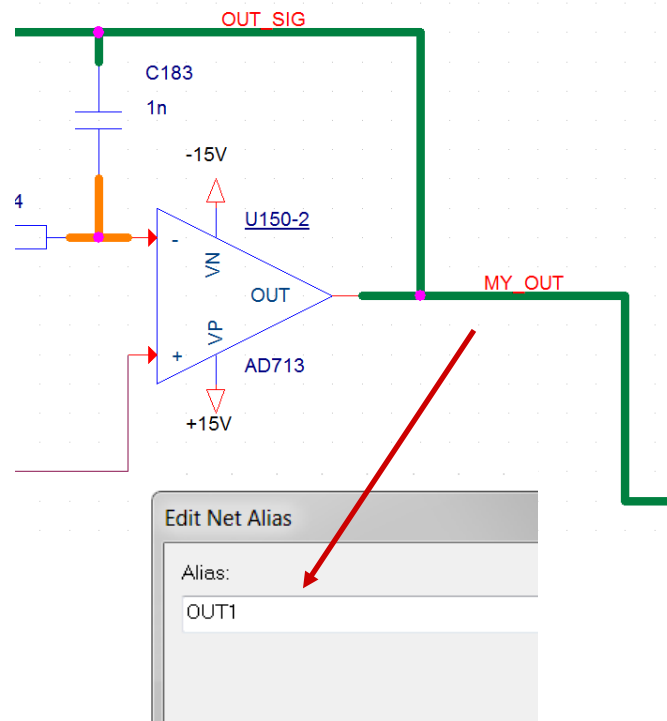 OUT_SIG
C183
1n
-15V
4
U150-2
-
VN
OUT
MY_OUT
VP
+
AD713
+15V
Edit Net Alias
Alias:
OUT1